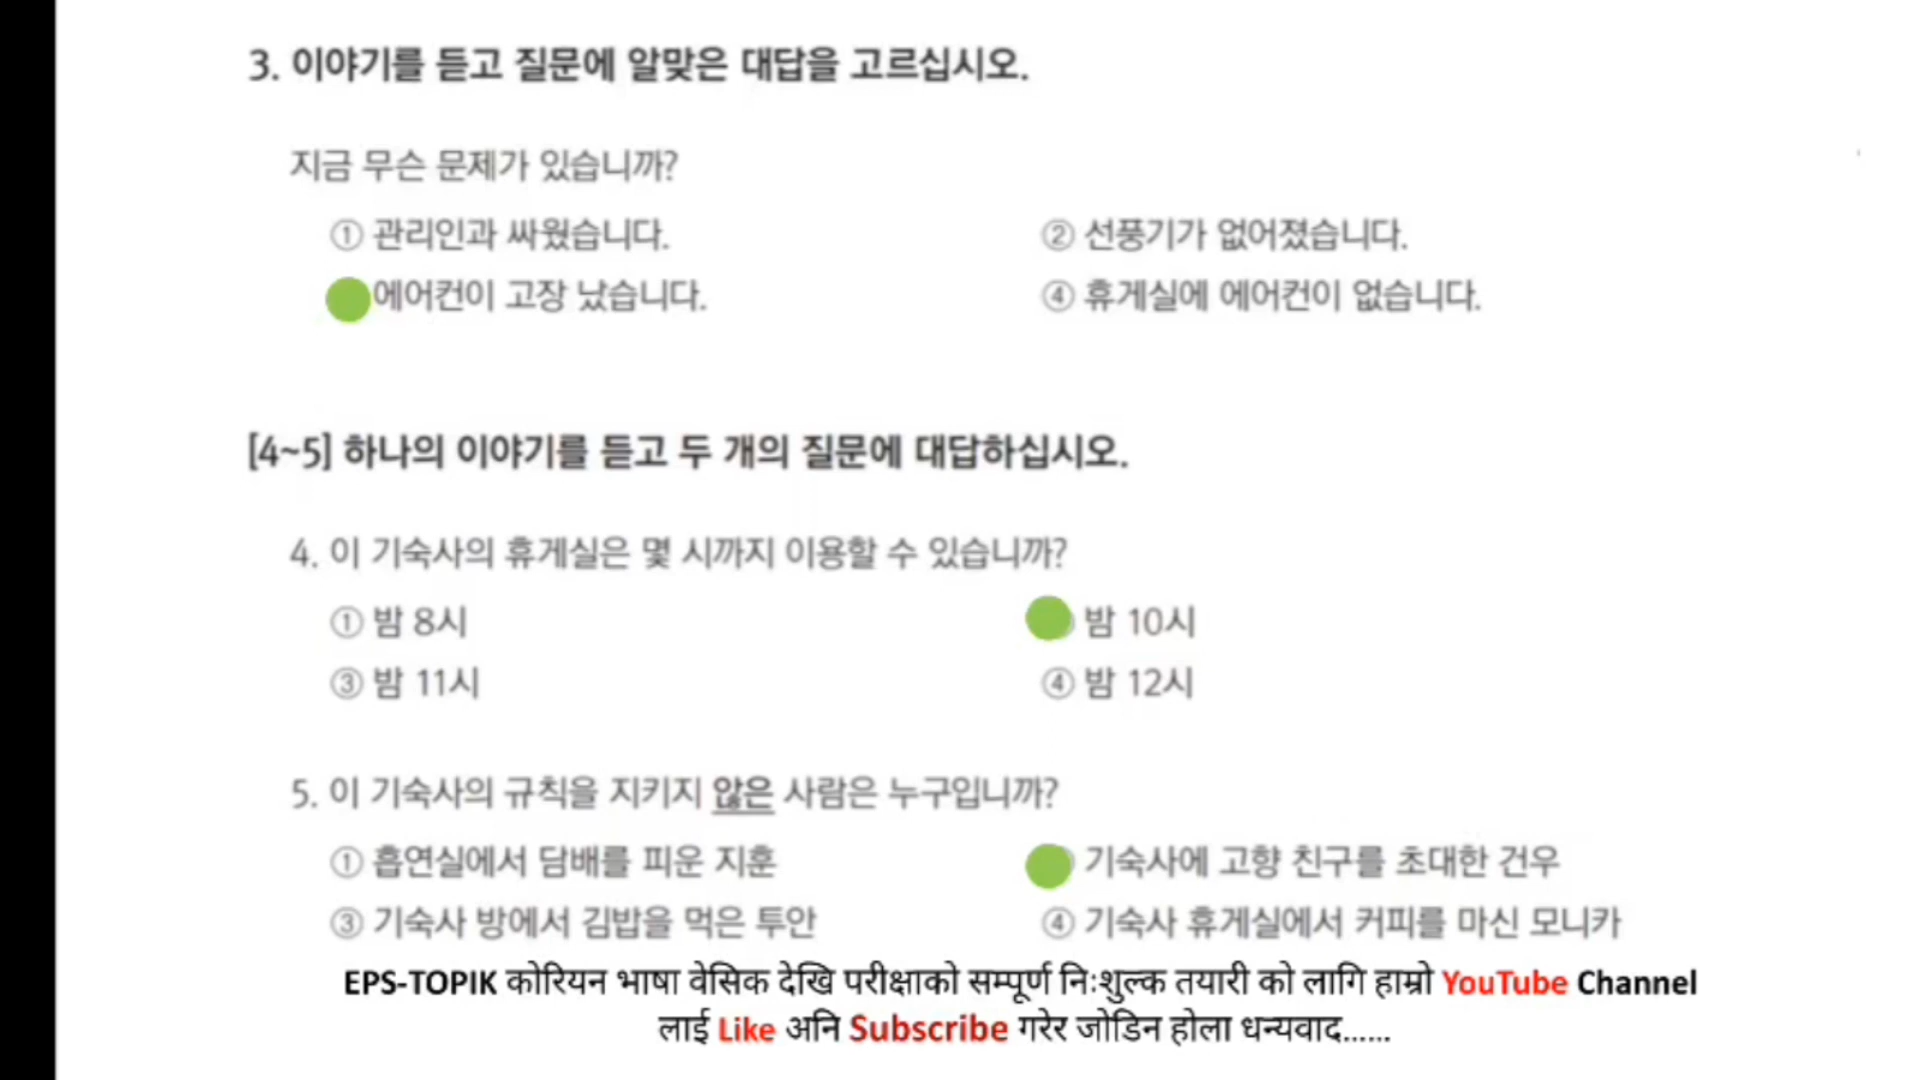 3. 이야기를 듣고 질문에 알맞은 대답을 고르십시오.
지금 무슨 문제가 있습니까?
① 관리인과 싸웠습니다.
② 선풍기가 없어졌습니다.
에어컨이 고장 났습니다.
④ 휴게실에 에어컨이 없습니다.
[4~5] 하나의 이야기를 듣고 두 개의 질문에 대답하십시오.
4. 이 기숙사의 휴게실은 몇 시까지 이용할 수 있습니까?
① 밤 8시
밤 10시
③ 밤 11시
④ 밤 12시
5. 이 기숙사의 규칙을 지키지 않은 사람은 누구입니까?
① 흡연실에서 담배를 피운 지훈
기숙사에 고향 친구를 초대한 건우
③ 기숙사 방에서 김밥을 먹은 투안
④ 기숙사 휴게실에서 커피를 마신 모니카
EPS-TOPIK कोरियन भाषा वेसिक देखि परीक्षाको सम्पूर्ण निःशुल्क तयारी को लागि हाम्रो YouTube Channel
लाई Like अनि Subscribe गरेर जोडिन होला धन्यवाद......